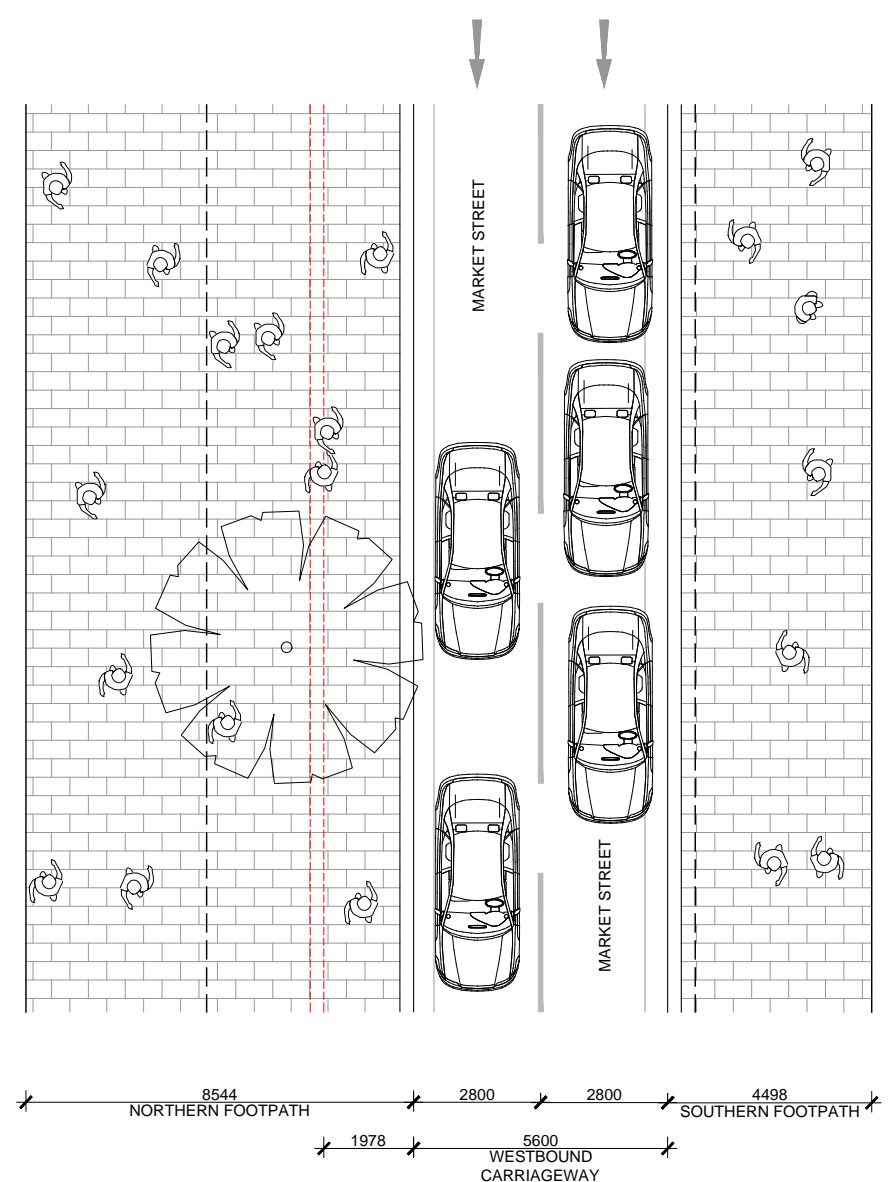 MARKET STREET
MARKET STREET
8544
2800
2800
4498
NORTHERN FOOTPATH
SOUTHERN FOOTPATH
1978
5600
WESTBOUND
CARRIAGEWAY